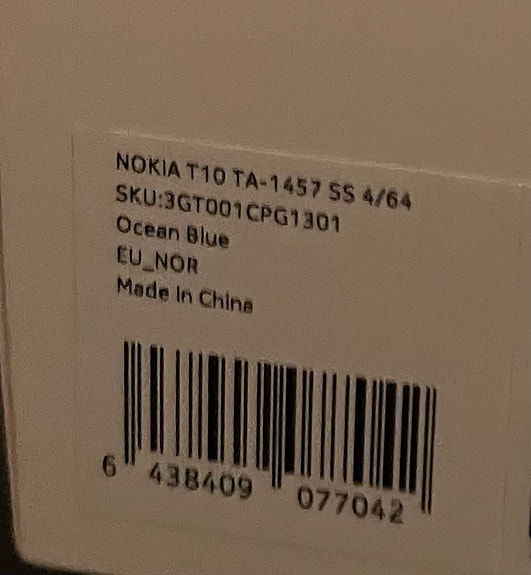 NOKIA T10 TA-1457 SS 4/64
SKU:3GT001CPG1301
Ocean Blue
EU_NOR
Made in China
6 438409 077042